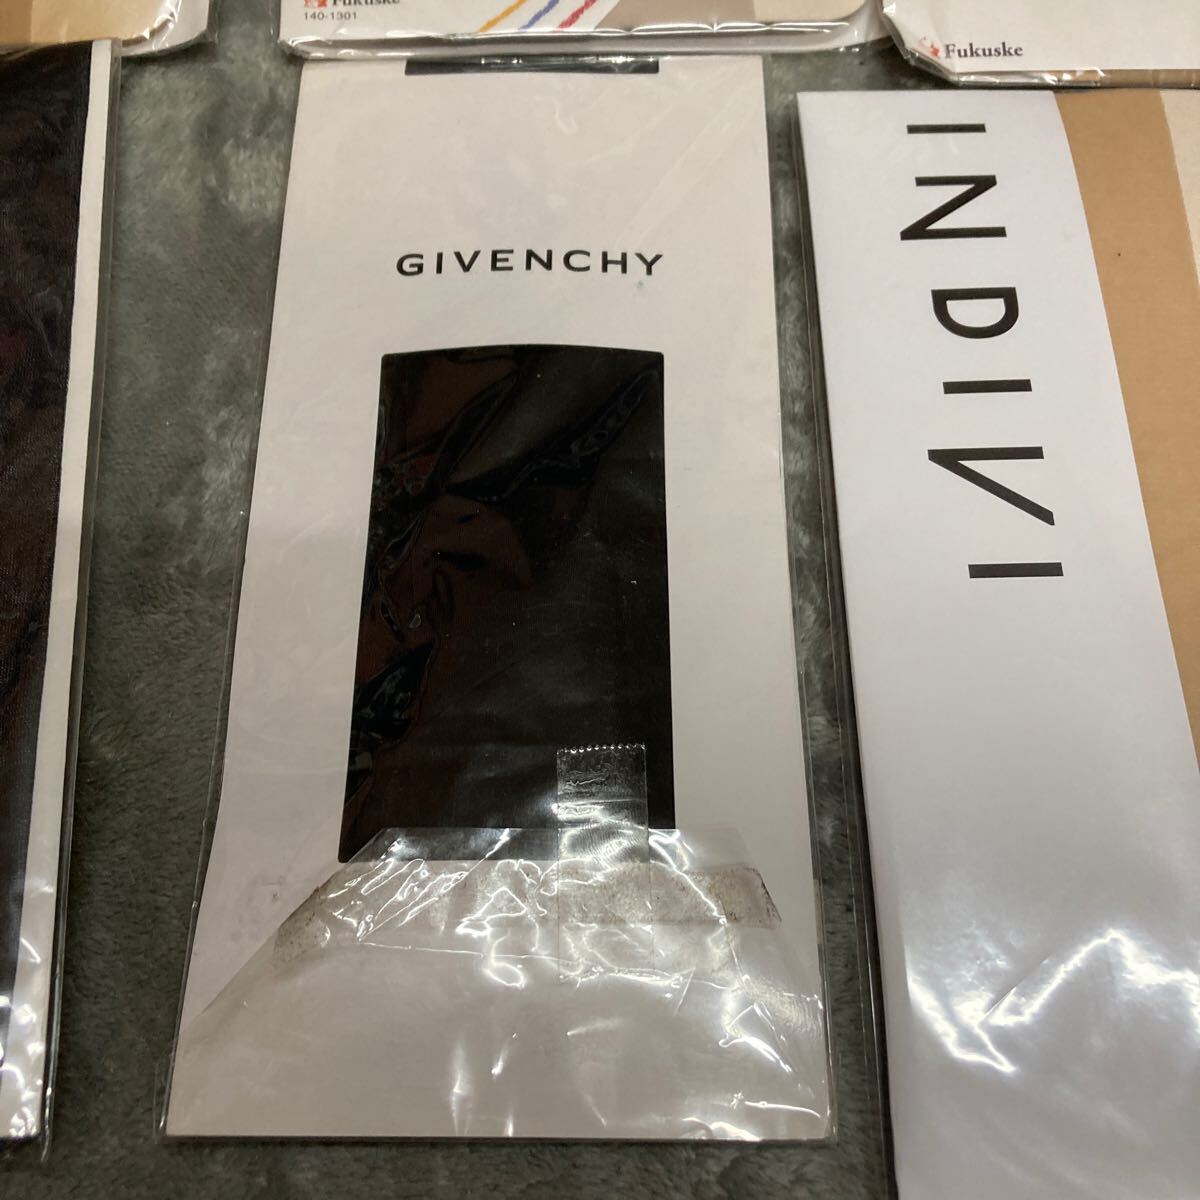 Fukuske
140-1301
Fukuske
GIVENCHY
INDIVI